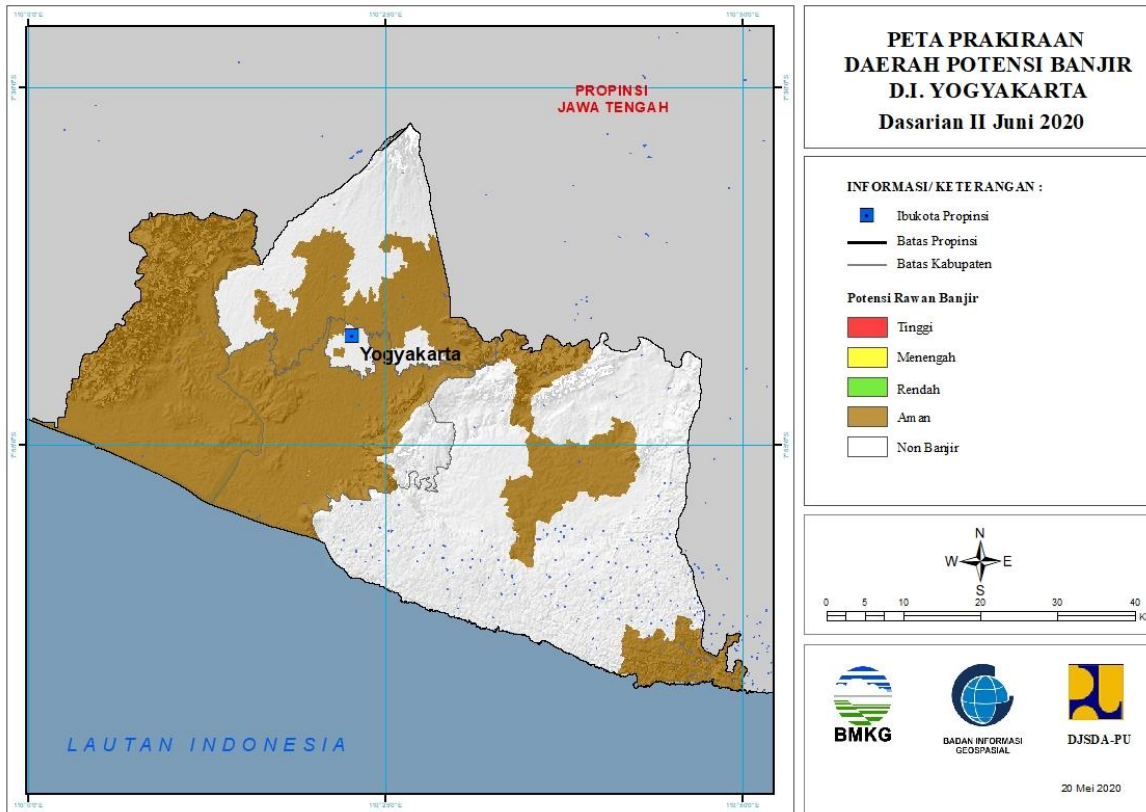 PETA PRAKIRAAN
DAERAH POTENSI BANJIR
D.I. YOGYAKARTA
Dasarian II Juni 2020
INFORMASI/ KETERANGAN :
Ibukota Propinsi
Batas Propinsi
Batas Kabupaten
Potensi Rawan Banjir
Tinggi
Menengah
Rendah
Aman
Non Banjir
N
W E
S
0 5 10 20 30 40
BMKG
BADAN INFORMASI
GEOSPASIAL
DJSDA-PU
20 Mei 2020
PROPINSI
JAWA TENGAH
Yogyakarta
LAUTAN INDONESIA